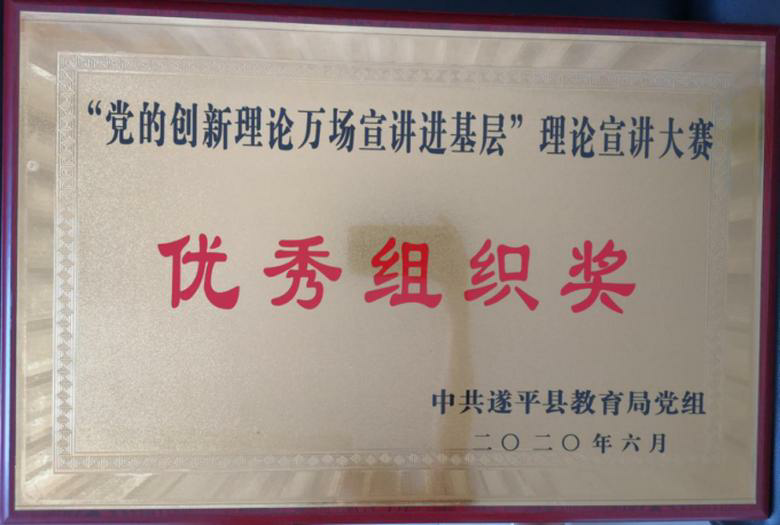 “党的创新理论万场宣讲进基层”理论宣讲大赛
优秀组织奖
中共遂平县教育局党组
二〇二〇年六月